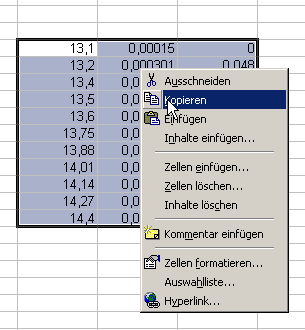 13,1 0,00015 0
13,2 0,000301 0,048
13,4 0,0
13,5 0,0
13,6 0,0
13,75 0,0
13,88 0,0
14,01 0,0
14,14 0,0
14,27 0,0
14,4 0,0
Ausschneiden
Kopieren
Einfügen
Inhalte einfügen...
Zellen einfügen...
Zellen löschen...
Inhalte löschen
Kommentar einfügen
Zellen formatieren...
Auswahlliste...
Hyperlink...